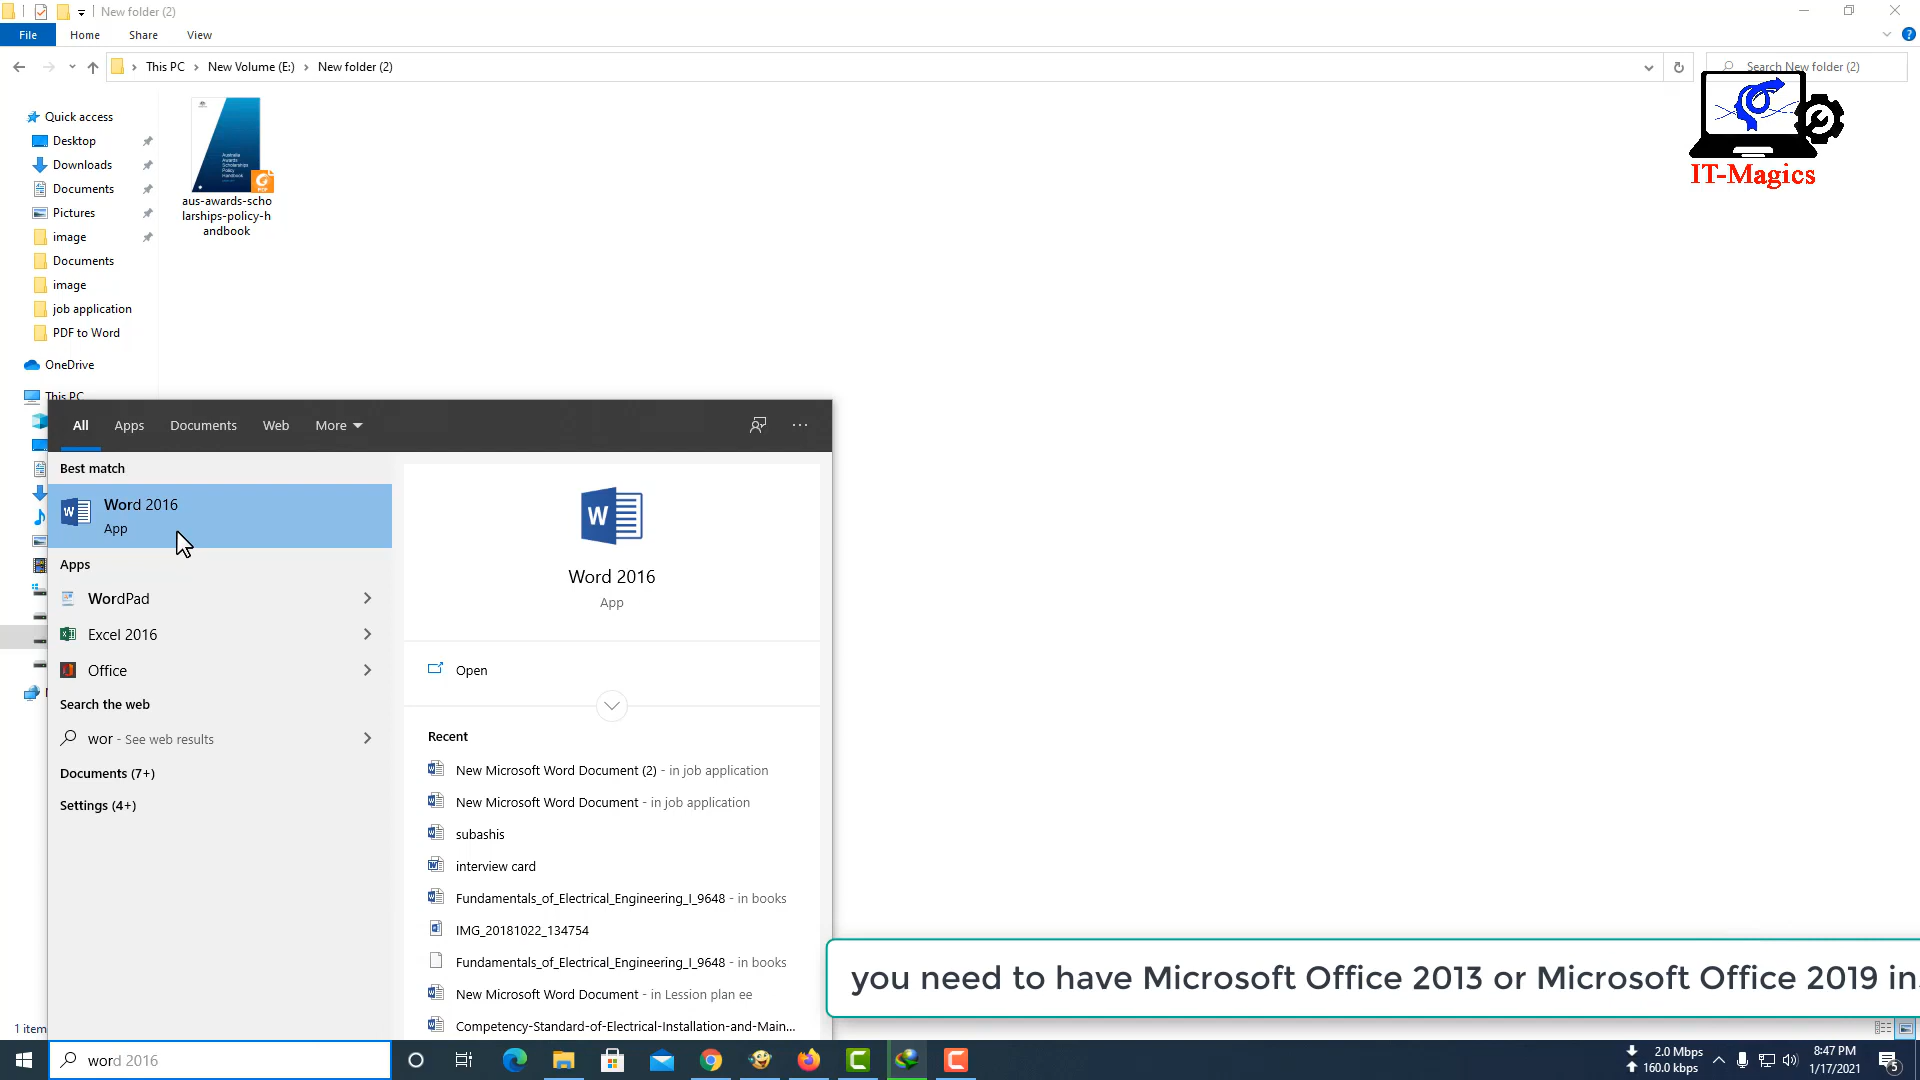 New folder (2)
File
Home
Share
View
This PC
New Volume (E:)
New folder (2)
Search New folder (2)
Quick access
Desktop
Downloads
Documents
Pictures
image
Documents
image
job application
PDF to Word
OneDrive
This PC
Australia
Awards
Scholarships
Policy
Handbook
PDF
aus-awards-scho
larships-policy-h
andbook
IT-Magics
All
Apps
Documents
Web
More
Best match
Word 2016
App
Apps
WordPad
Excel 2016
Office
Search the web
wor - See web results
Documents (7+)
Settings (4+)
Word 2016
App
Open
Recent
New Microsoft Word Document (2) - in job application
New Microsoft Word Document - in job application
subashis
interview card
Fundamentals_of_Electrical_Engineering_I_9648 - in books
IMG_20181022_134754
Fundamentals_of_Electrical_Engineering_I_9648 - in books
New Microsoft Word Document - in Lession plan ee
Competency-Standard-of-Electrical-Installation-and-Main...
you need to have Microsoft Office 2013 or Microsoft Office 2019 in
1 item
word 2016
2.0 Mbps
160.0 kbps
8:47 PM
1/17/2021
5